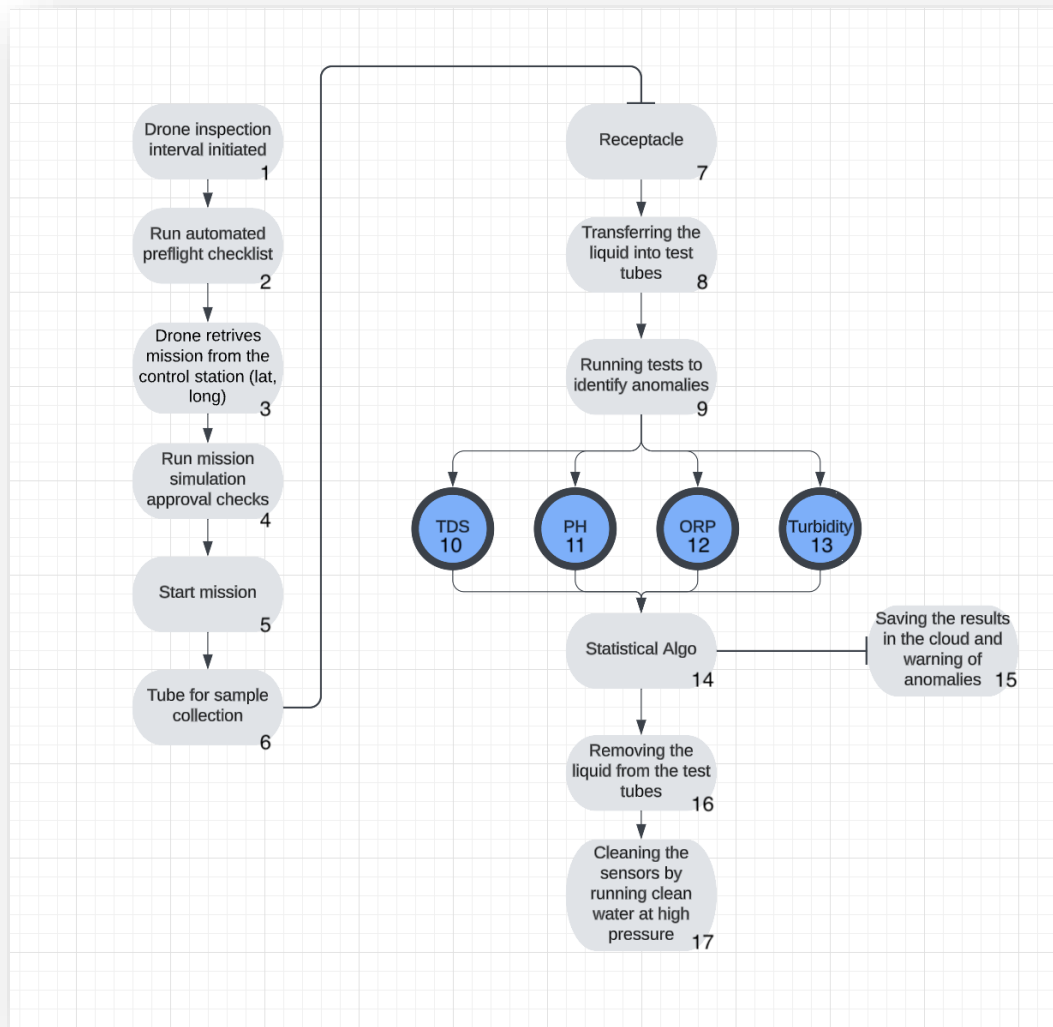 Drone inspection
interval initiated
1
Run automated
preflight checklist
2
Drone retrives
mission from the
control station (lat,
long)
3
Run mission
simulation
approval checks
4
Start mission
5
Tube for sample
collection
6
Receptacle
7
Transferring the
liquid into test
tubes
8
Running tests to
identify anomalies
9
TDS
10
PH
11
ORP
12
Turbidity
13
Statistical Algo
14
Saving the results
in the cloud and
warning of
anomalies 15
Removing the
liquid from the test
tubes
16
Cleaning the
sensors by
running clean
water at high
pressure
17